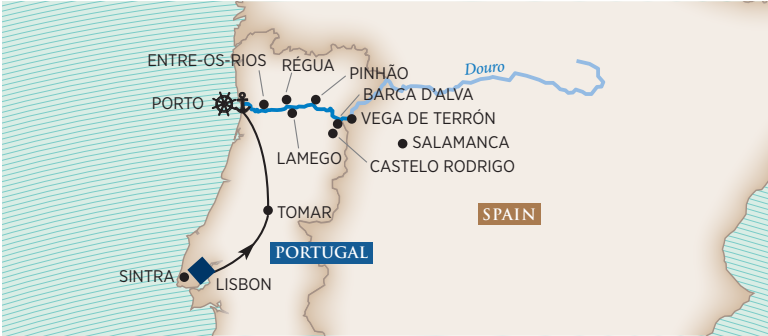 ENTRE-OS-RIOS
RÉGUA
PINHÃO
Douro
PORTO
BARCA D'ALVA
VEGA DE TERRÓN
SALAMANCA
LAMEGO
CASTELO RODRIGO
TOMAR
SPAIN
PORTUGAL
SINTRA
LISBON